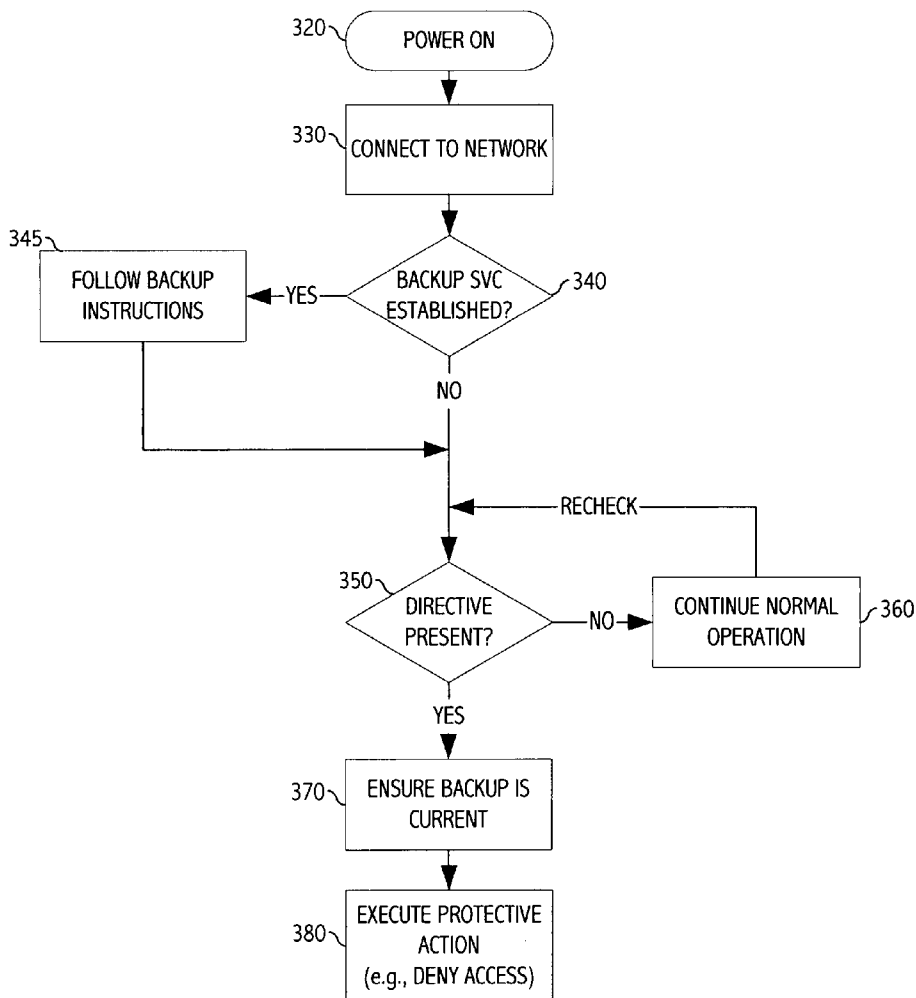 320
POWER ON
330
CONNECT TO NETWORK
345
FOLLOW BACKUP
INSTRUCTIONS
YES
BACKUP SVC
ESTABLISHED?
340
NO
RECHECK
350
DIRECTIVE
PRESENT?
NO
CONTINUE NORMAL
OPERATION
360
YES
370
ENSURE BACKUP IS
CURRENT
380
EXECUTE PROTECTIVE
ACTION
(e.g., DENY ACCESS)